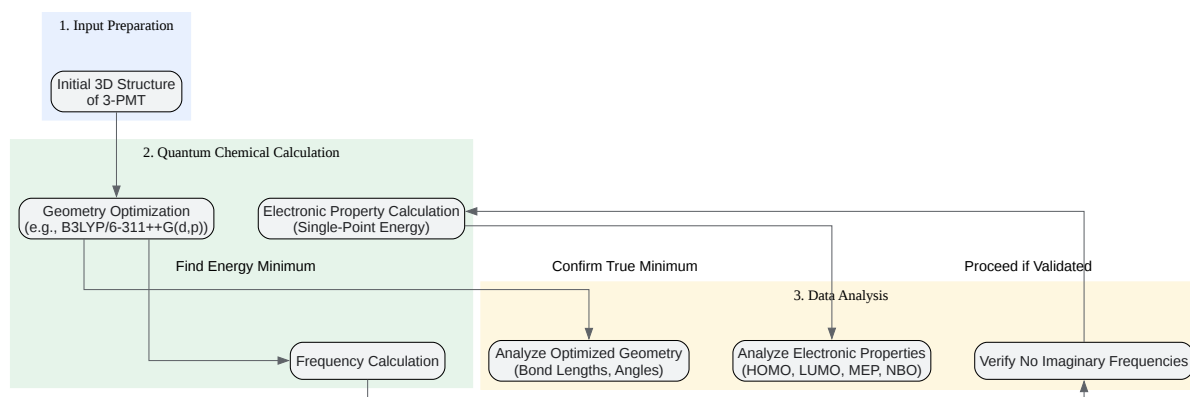 1. Input Preparation
Initial 3D Structure
of 3-PMT
2. Quantum Chemical Calculation
Geometry Optimization
(e.g., B3LYP/6-311++G(d,p))
Electronic Property Calculation
(Single-Point Energy)
Find Energy Minimum
Confirm True Minimum
Proceed if Validated
3. Data Analysis
Frequency Calculation
Analyze Optimized Geometry
(Bond Lengths, Angles)
Analyze Electronic Properties
(HOMO, LUMO, MEP, NBO)
Verify No Imaginary Frequencies